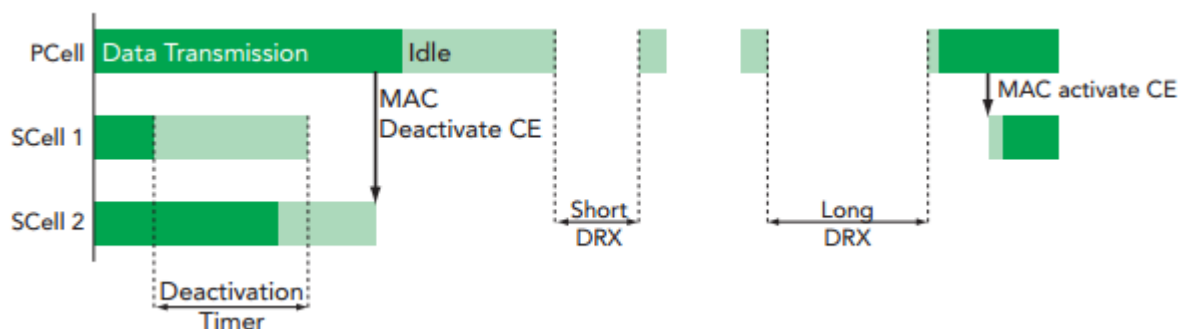 PCell Data Transmission Idle
MAC
Deactivate CE
MAC activate CE
SCell 1
SCell 2
Short
DRX
Long
DRX
Deactivation
Timer